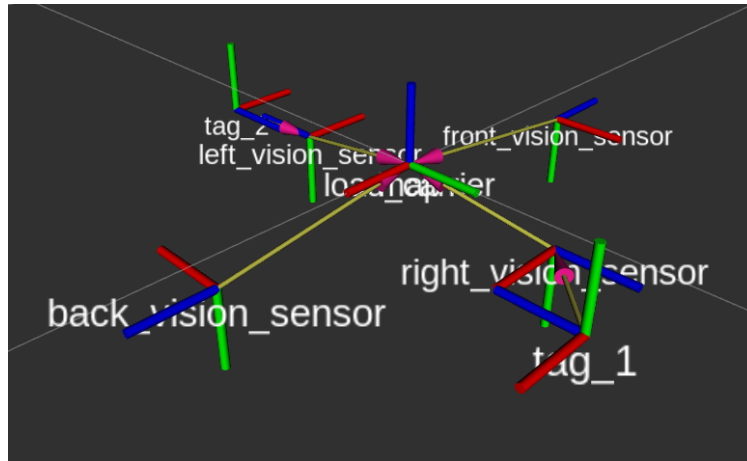 tag_2
front_vision_sensor
left_vision_sensor
right_vision_sensor
back_vision_sensor
tag_1